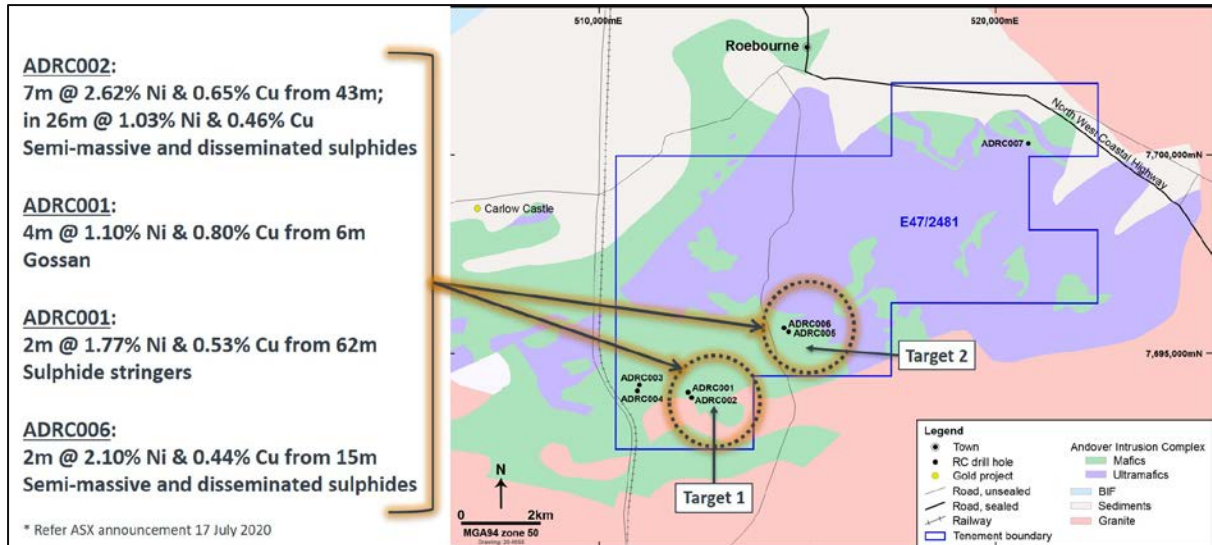 ADRC002:
7m @ 2.62% Ni & 0.65% Cu from 43m;
in 26m @ 1.03% Ni & 0.46% Cu
Semi-massive and disseminated sulphides
ADRC001:
4m @ 1.10% Ni & 0.80% Cu from 6m
Gossan
ADRC001:
2m @ 1.77% Ni & 0.53% Cu from 62m
Sulphide stringers
ADRC006:
2m @ 2.10% Ni & 0.44% Cu from 15m
Semi-massive and disseminated sulphides
* Refer ASX announcement 17 July 2020
510,000mE
520,000mE
Roebourne
North West Coastal Highway
ADRC007
7,700,000mN
Carlow Castle
E47/2481
ADRC006
ADRC005
Target 2
7,695,000mN
ADRC003
ADRC004
ADRC001
ADRC002
Target 1
N
0 2km
MGA94 zone 50
Legend
Town
RC drill hole
Gold project
Road, unsealed
Road, sealed
Railway
Tenement boundary
Andover Intrusion Complex
Mafics
Ultramafics
BIF
Sediments
Granite